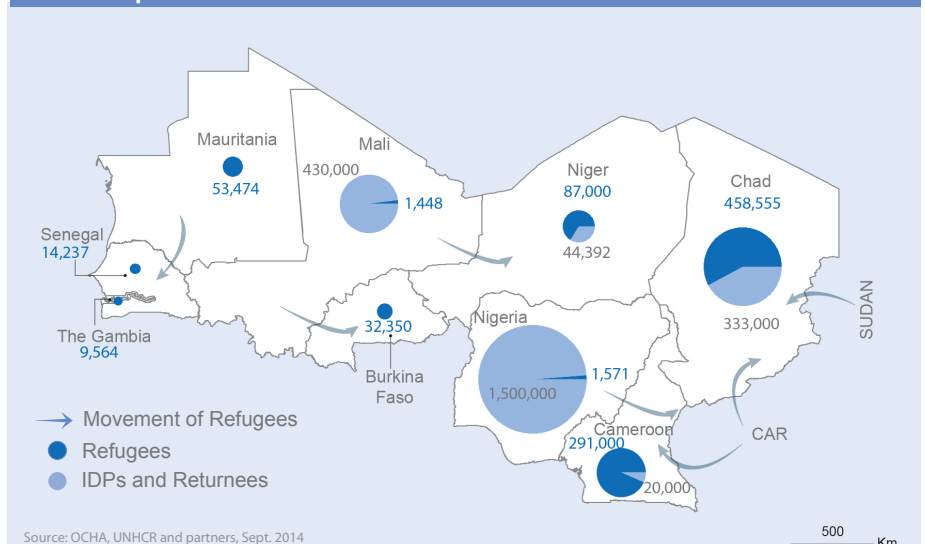 Mauritania
53,474
Mali
430,000
1,448
Niger
87,000
44,392
Chad
458,555
333,000
SUDAN
Senegal
14,237
The Gambia
9,564
32,350
Burkina
Faso
Nigeria
1,571
1,500,000
Cameroon
291,000
20,000
CAR
Movement of Refugees
Refugees
IDPs and Returnees
Source: OCHA, UNHCR and partners, Sept. 2014
500
Km